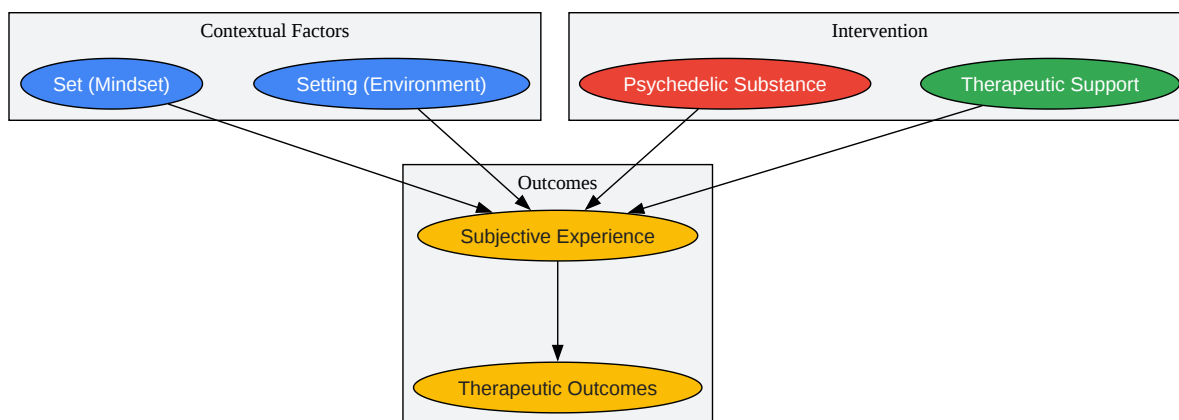 Contextual Factors
Intervention
Set (Mindset)
Setting (Environment)
Psychedelic Substance
Therapeutic Support
Outcomes
Subjective Experience
Therapeutic Outcomes